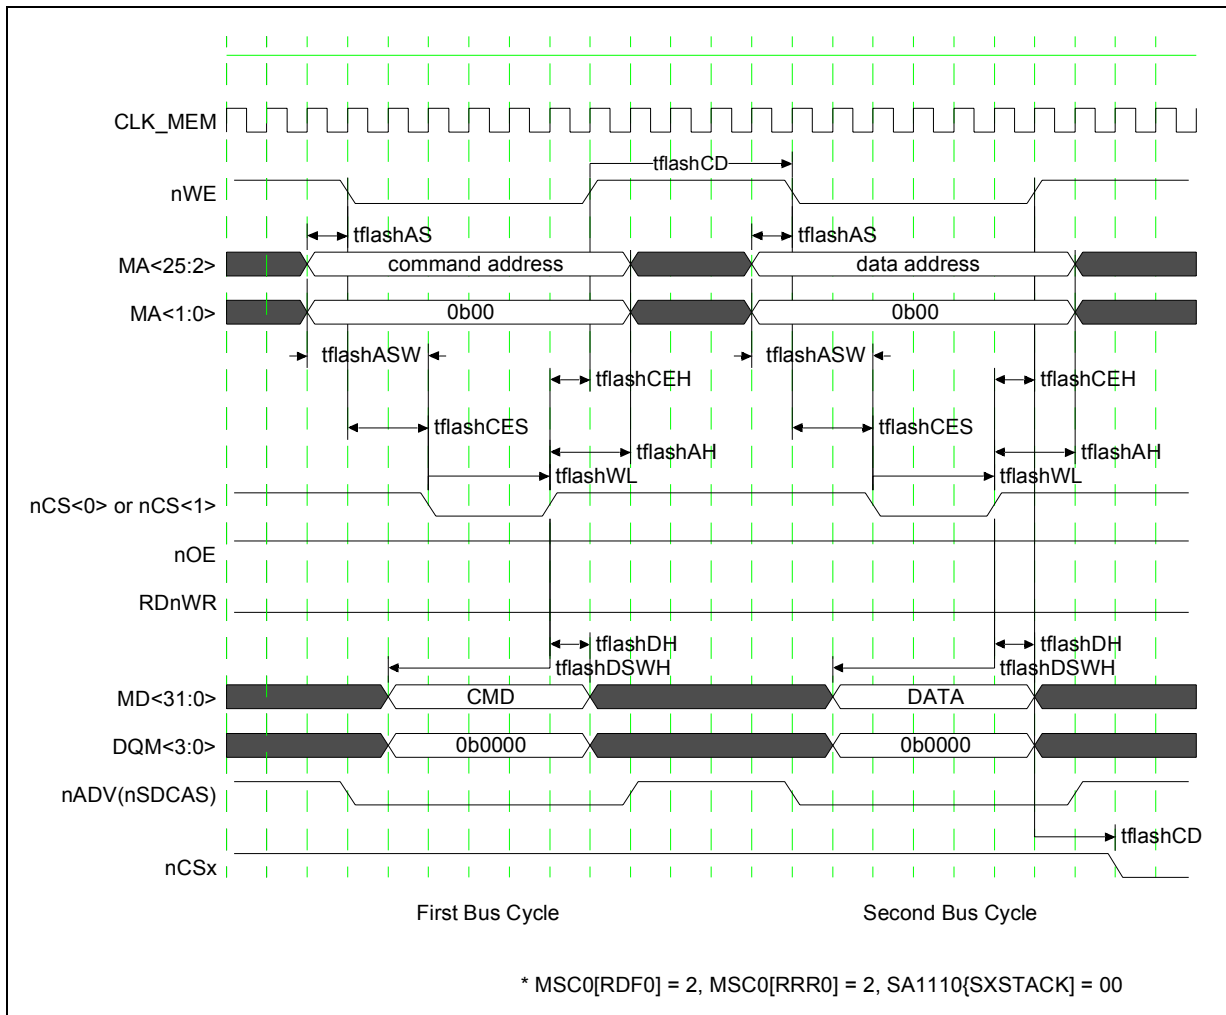 CLK_MEM
tflashCD
nWE
tflashAS
tflashAS
MA<25:2>
command address
data address
MA<1:0>
0b00
0b00
tflashASW
tflashASW
tflashCEH
tflashCEH
tflashCES
tflashCES
tflashAH
tflashAH
tflashWL
tflashWL
nCS<0> or nCS<1>
nOE
RDnWR
tflashDH
tflashDH
tflashDSWH
tflashDSWH
MD<31:0>
CMD
DATA
DQM<3:0>
0b0000
0b0000
nADV(nSDCAS)
tflashCD
nCSx
First Bus Cycle
Second Bus Cycle
* MSC0[RDF0] = 2, MSC0[RRR0] = 2, SA1110{SXSTACK] = 00